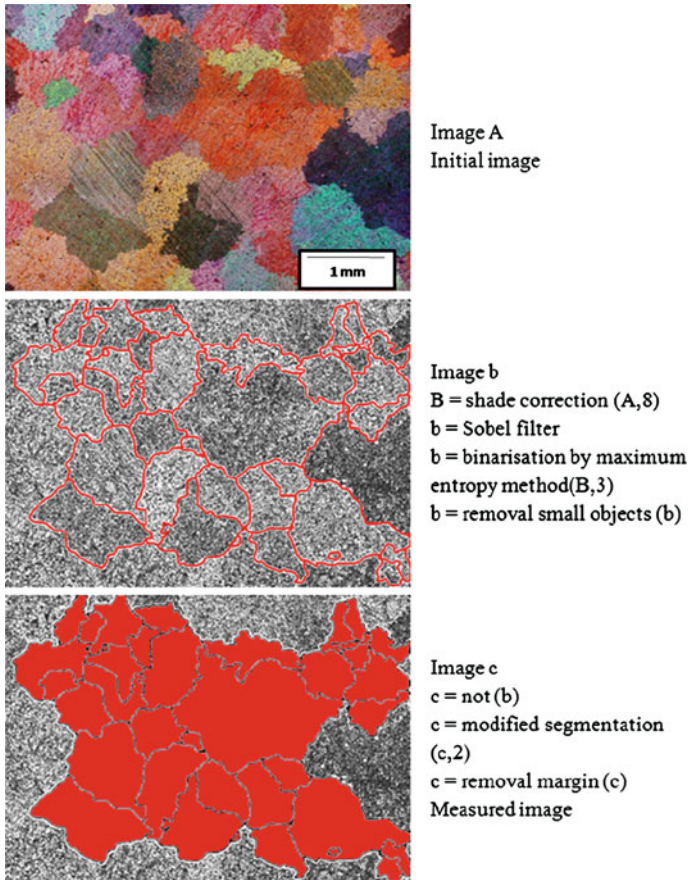 Image A
Initial image
1 mm
Image b
B = shade correction (A,8)
b = Sobel filter
b = binarisation by maximum
entropy method(B,3)
b = removal small objects (b)
Image c
c = not (b)
c = modified segmentation
(c,2)
c = removal margin (c)
Measured image